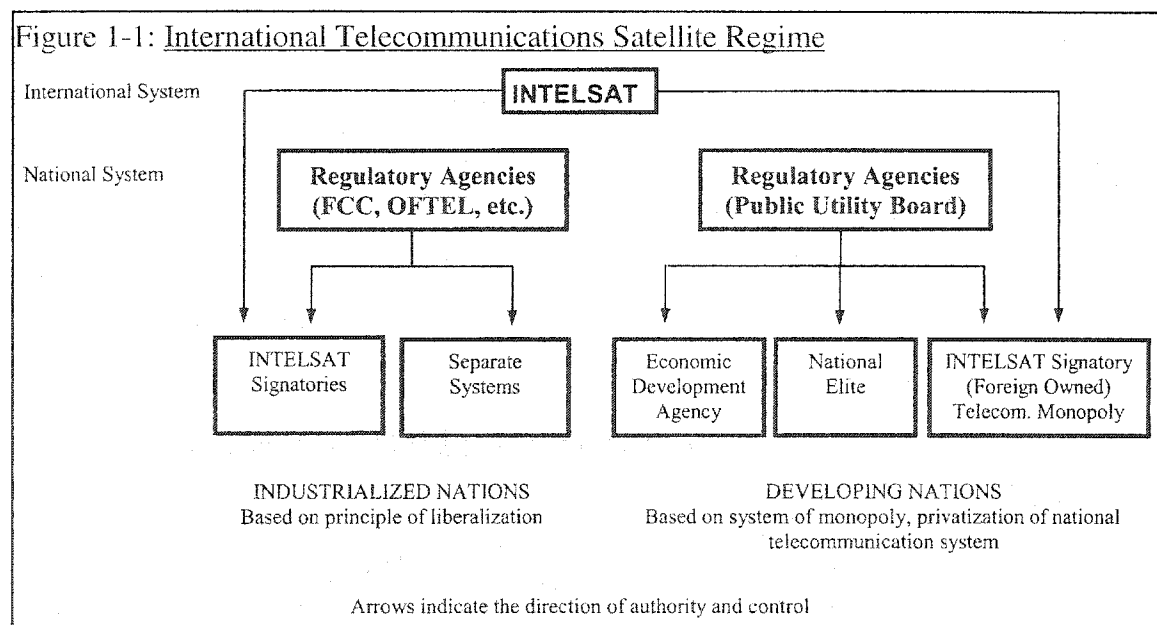 Figure 1-1: International Telecommunications Satellite Regime
International System
INTELSAT
National System
Regulatory Agencies
(FCC, OFTEL, etc.)
Regulatory Agencies
(Public Utility Board)
INTELSAT
Signatories
Separate
Systems
Economic
Development
Agency
National
Elite
INTELSAT Signatory
(Foreign Owned)
Telecom. Monopoly
INDUSTRIALIZED NATIONS
Based on principle of liberalization
DEVELOPING NATIONS
Based on system of monopoly, privatization of national
telecommunication system
Arrows indicate the direction of authority and control